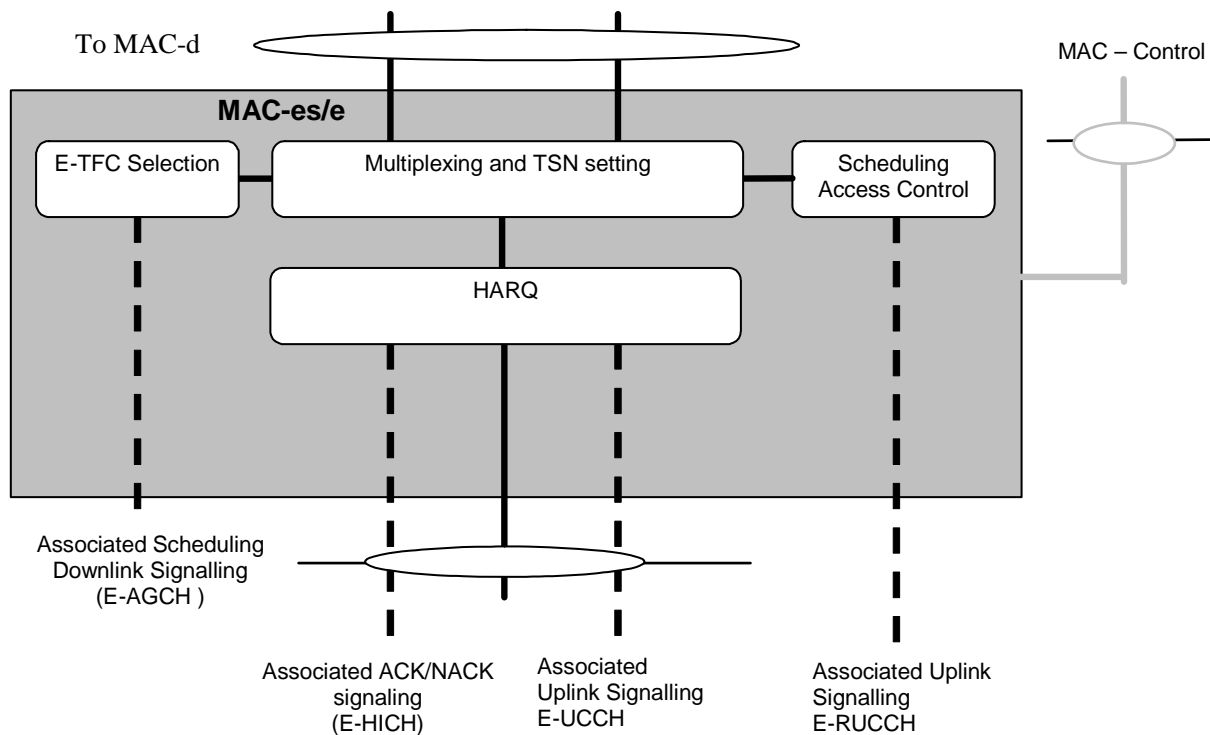 To MAC-d
MAC – Control
MAC-es/e
E-TFC Selection
Multiplexing and TSN setting
Scheduling
Access Control
HARQ
Associated Scheduling
Downlink Signalling
(E-AGCH )
Associated ACK/NACK
signaling
(E-HICH)
Associated
Uplink Signalling
E-UCCH
Associated Uplink
Signalling
E-RUCCH